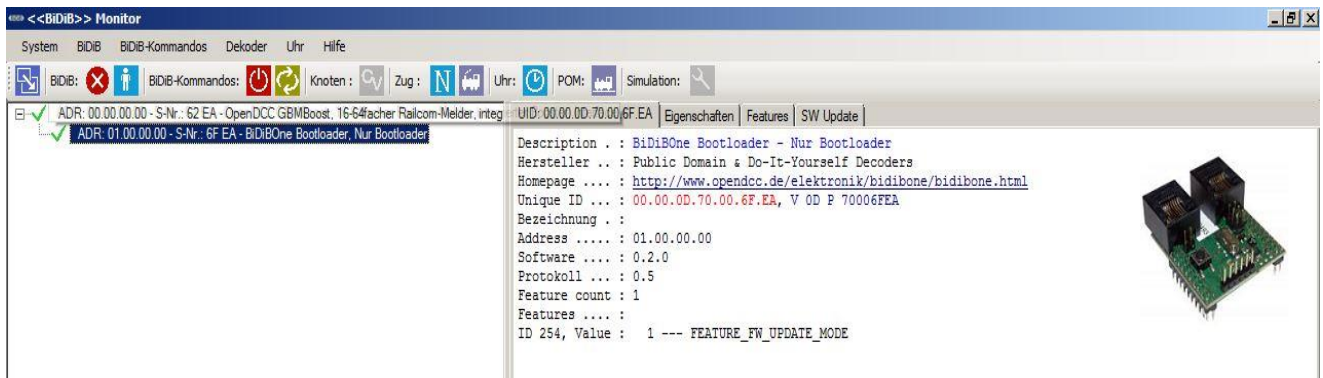 <<BiDiB>> Monitor
System BiDiB BiDiB-Kommandos Dekoder Uhr Hilfe
BiDiB: BiDiB-Kommandos: Knoten : CV Zug : N Uhr: POM: Simulation:
ADR: 00.00.00.00 - S-Nr.: 62 EA - OpenDCC GBMBoost, 16-64facher Railcom-Melder, integ
UID: 00.00.0D.70.00.6F.EA Eigenschaften Features SW Update
ADR: 01.00.00.00 - S-Nr.: 6F EA - BiDiBOne Bootloader, Nur Bootloader
Description . : BiDiBOne Bootloader - Nur Bootloader
Hersteller .. : Public Domain & Do-It-Yourself Decoders
Homepage .... : http://www.opendcc.de/elektronik/bidibone/bidibone.html
Unique ID ... : 00.00.0D.70.00.6F.EA, V 0D P 70006FEA
Bezeichnung . :
Address ..... : 01.00.00.00
Software .... : 0.2.0
Protokoll ... : 0.5
Feature count : 1
Features .... :
ID 254, Value : 1 --- FEATURE_FW_UPDATE_MODE